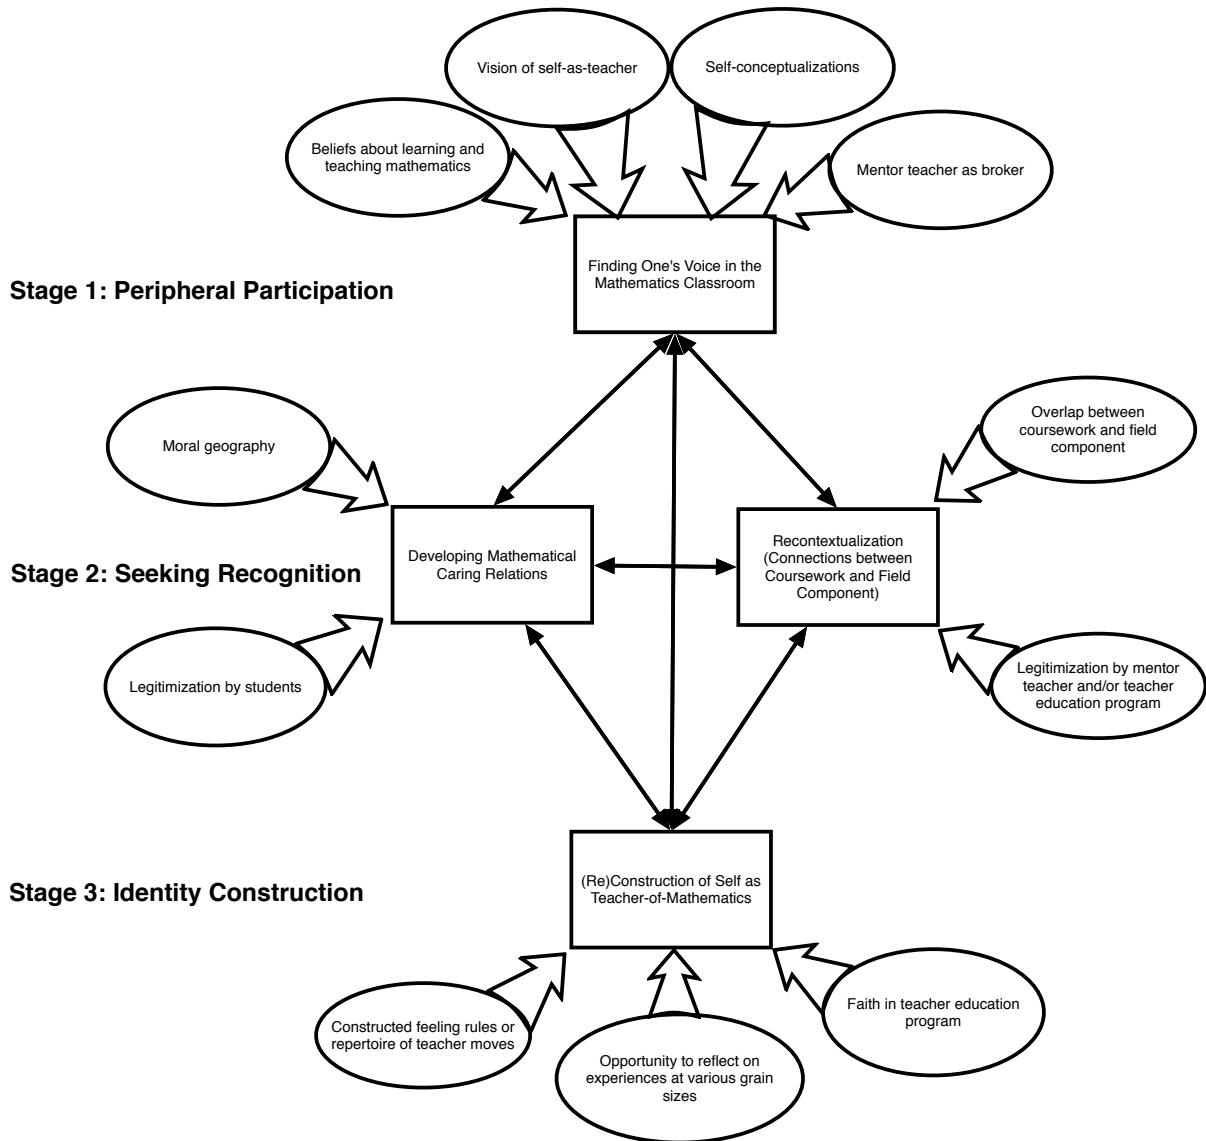 Vision of self-as-teacher
Self-conceptualizations
Beliefs about learning and
teaching mathematics
Mentor teacher as broker
Finding One's Voice in the
Mathematics Classroom
Stage 1: Peripheral Participation
Moral geography
Overlap between
coursework and field
component
Developing Mathematical
Caring Relations
Recontextualization
(Connections between
Coursework and Field
Component)
Stage 2: Seeking Recognition
Legitimization by students
Legitimization by mentor
teacher and/or teacher
education program
(Re)Construction of Self as
Teacher-of-Mathematics
Stage 3: Identity Construction
Constructed feeling rules or
repertoire of teacher moves
Opportunity to reflect on
experiences at various grain
sizes
Faith in teacher education
program